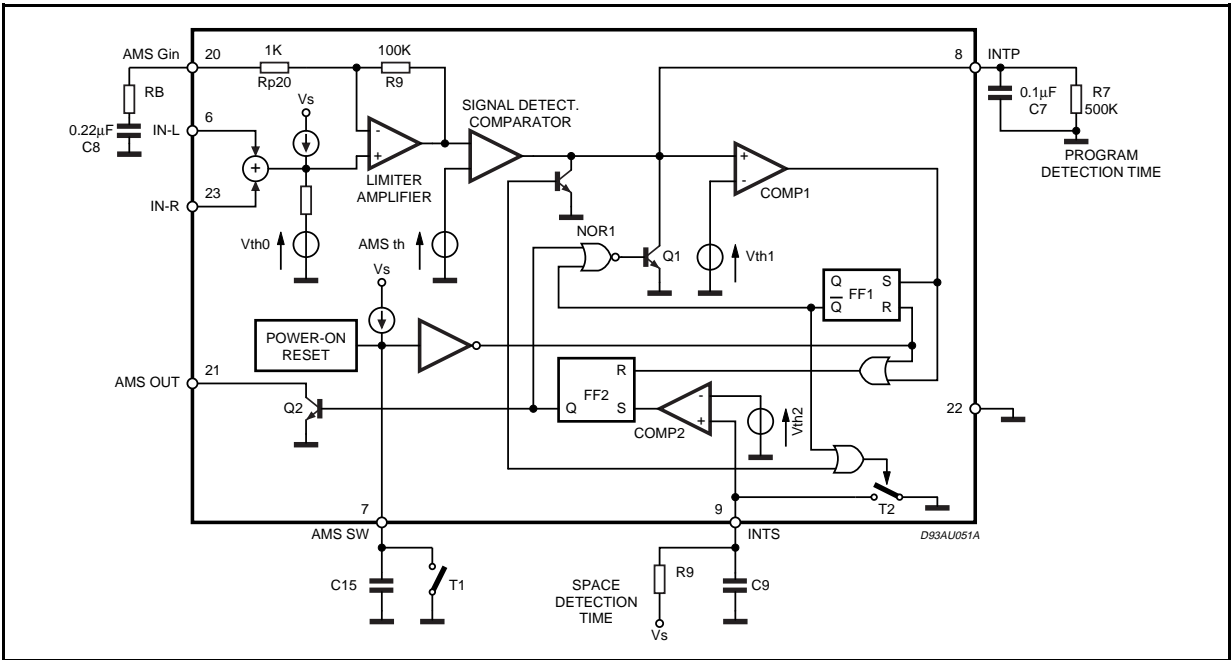 AMS Gin
20
1K
Rp20
100K
R9
RB
0.22µF
C8
6
IN-L
23
IN-R
Vs
+
Vth0
-
+
LIMITER
AMPLIFIER
SIGNAL DETECT.
COMPARATOR
AMS th
NOR1
Q1
+
-
COMP1
Vth1
8
INTP
0.1µF
C7
R7
500K
PROGRAM
DETECTION TIME
Q
S
FF1
Q
R
Vs
POWER-ON
RESET
21
AMS OUT
Q2
R
FF2
Q
S
-
+
COMP2
Vth2
22
T2
7
AMS SW
9
INTS
D93AU051A
C15
T1
SPACE
DETECTION
TIME
R9
Vs
C9